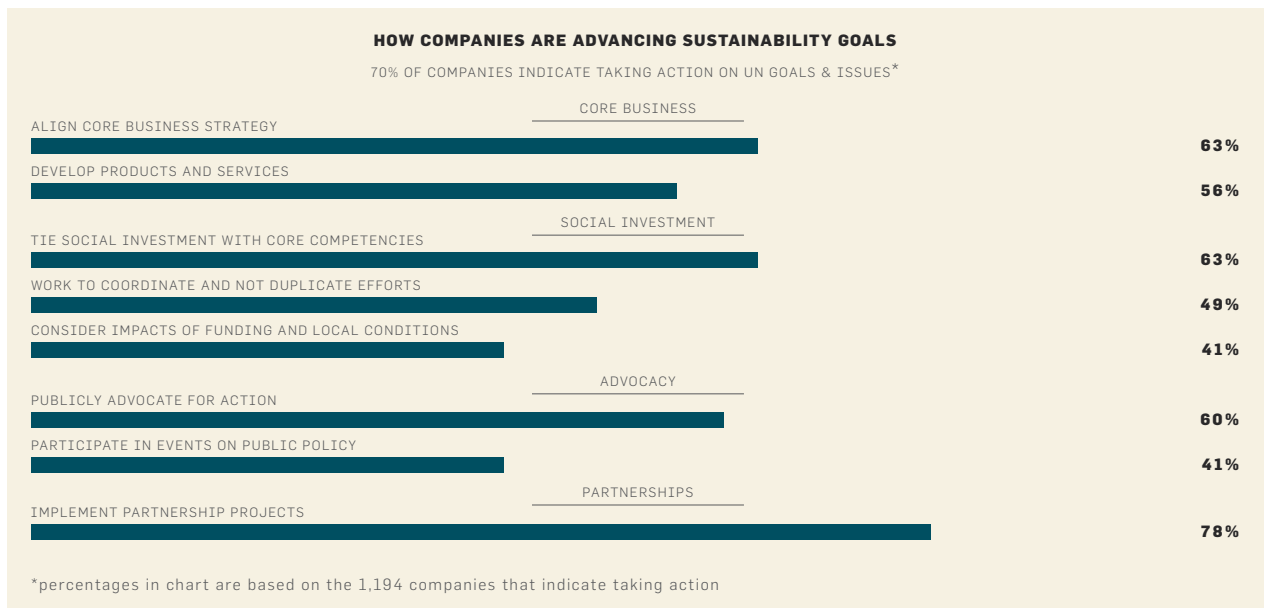 HOW COMPANIES ARE ADVANCING SUSTAINABILITY GOALS
70% OF COMPANIES INDICATE TAKING ACTION ON UN GOALS & ISSUES*
CORE BUSINESS
ALIGN CORE BUSINESS STRATEGY
63%
DEVELOP PRODUCTS AND SERVICES
56%
SOCIAL INVESTMENT
TIE SOCIAL INVESTMENT WITH CORE COMPETENCIES
63%
WORK TO COORDINATE AND NOT DUPLICATE EFFORTS
49%
CONSIDER IMPACTS OF FUNDING AND LOCAL CONDITIONS
41%
ADVOCACY
PUBLICLY ADVOCATE FOR ACTION
60%
PARTICIPATE IN EVENTS ON PUBLIC POLICY
41%
PARTNERSHIPS
IMPLEMENT PARTNERSHIP PROJECTS
78%
*percentages in chart are based on the 1,194 companies that indicate taking action